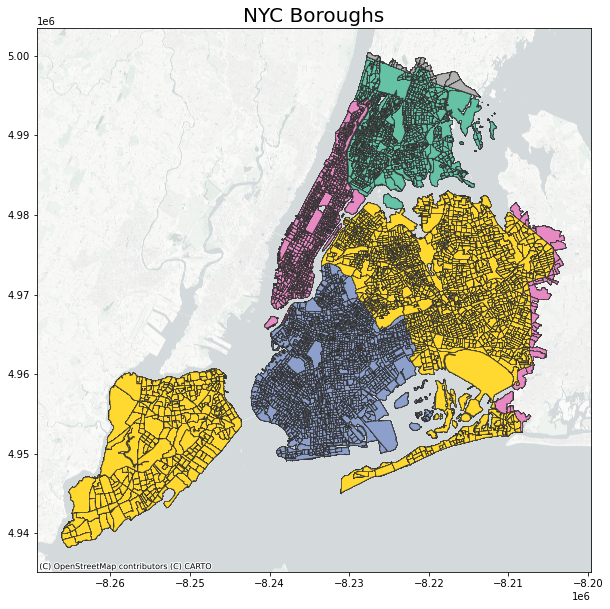 NYC Boroughs
1e6
5.00
4.99
4.98
4.97
4.96
4.95
4.94
(C) OpenStreetMap contributors (C) CARTO
−8.26 −8.25 −8.24 −8.23 −8.22 −8.21 −8.20
1e6